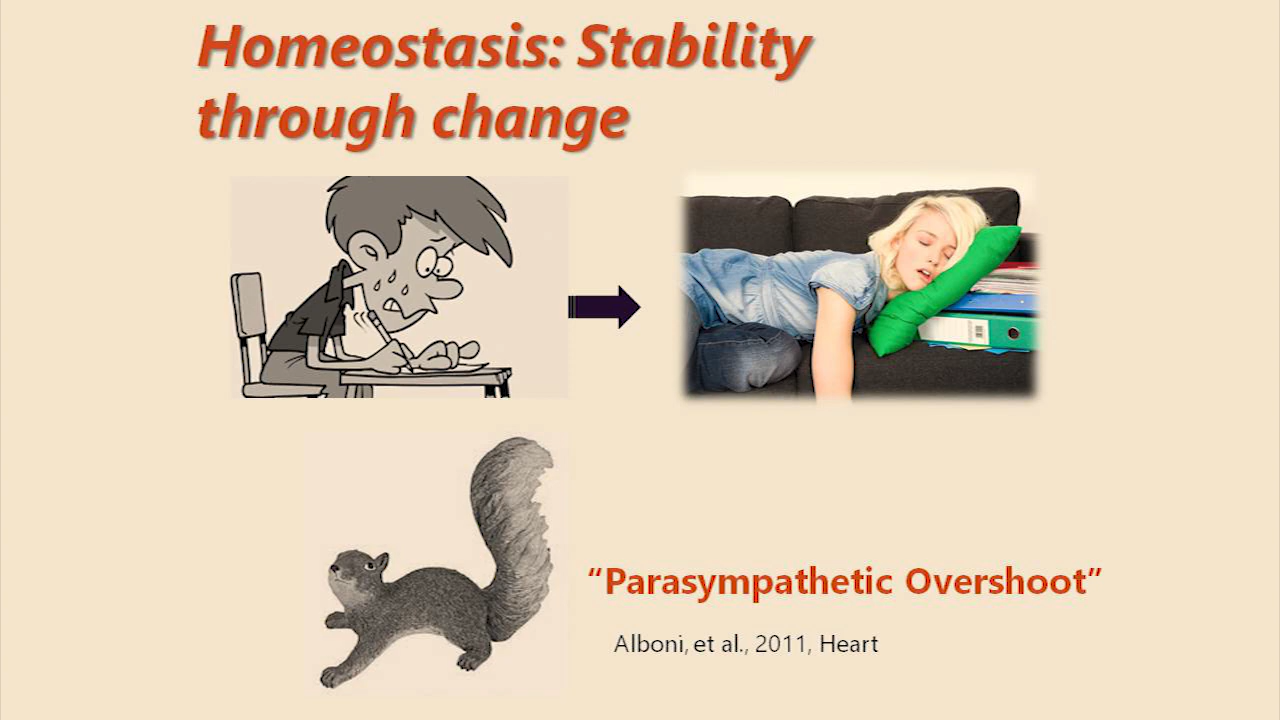 Homeostasis: Stability
through change
“Parasympathetic Overshoot”
Alboni, et al., 2011, Heart